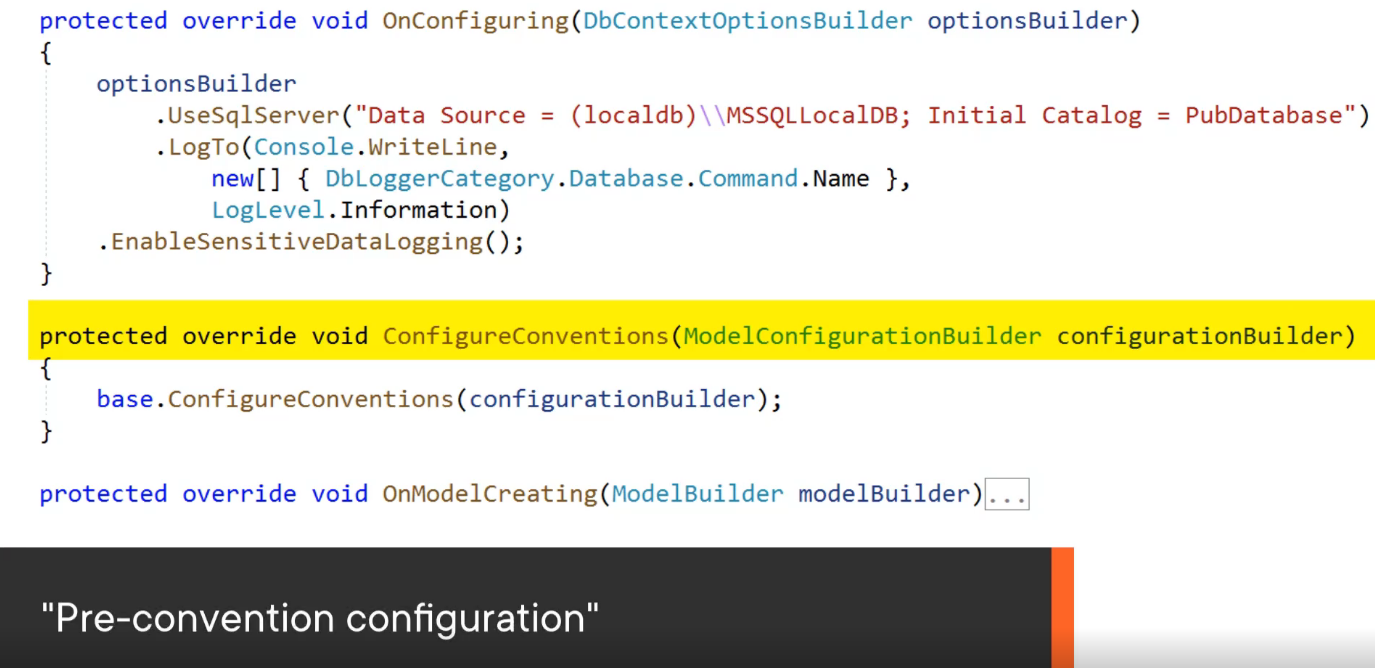 protected override void OnConfiguring(DbContextOptionsBuilder optionsBuilder)
{
    optionsBuilder
        .UseSqlServer("Data Source = (localdb)\\MSSQLLocalDB; Initial Catalog = PubDatabase")
        .LogTo(Console.WriteLine,
            new[] { DbLoggerCategory.Database.Command.Name },
            LogLevel.Information)
    .EnableSensitiveDataLogging();
}
protected override void ConfigureConventions(ModelConfigurationBuilder configurationBuilder)
{
    base.ConfigureConventions(configurationBuilder);
}
protected override void OnModelCreating(ModelBuilder modelBuilder)...
"Pre-convention configuration"